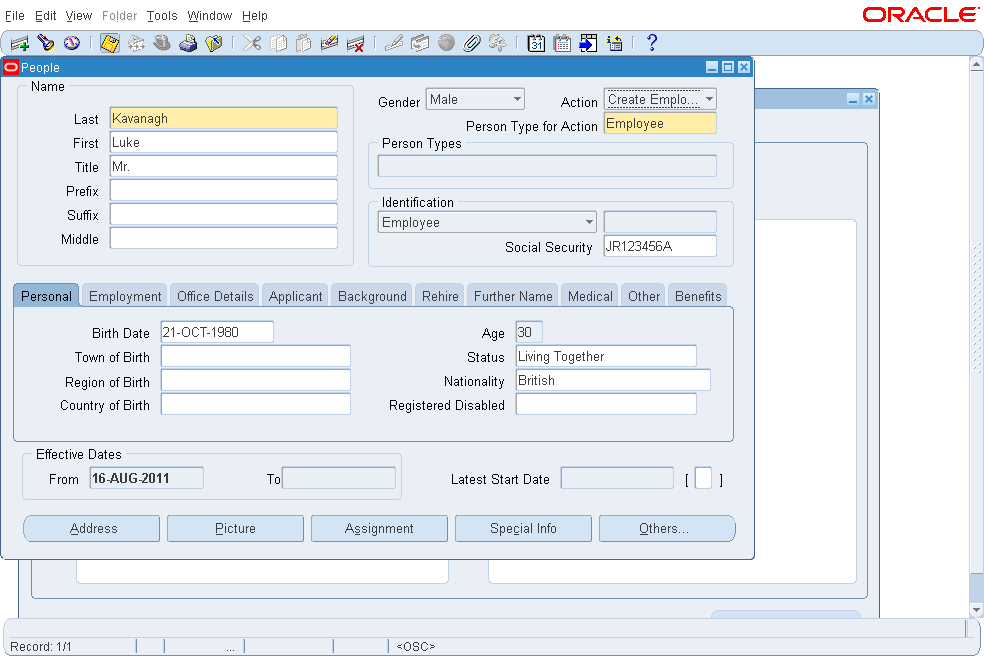 File Edit View Folder Tools Window Help
ORACLE
31
?
People
Name
Last Kavanagh
First Luke
Title Mr.
Prefix
Suffix
Middle
Gender Male Action Create Emplo...
Person Type for Action Employee
Person Types
Identification
Employee
Social Security JR123456A
Personal Employment Office Details Applicant Background Rehire Further Name Medical Other Benefits
Birth Date 21-OCT-1980 Age 30
Town of Birth Status Living Together
Region of Birth Nationality British
Country of Birth Registered Disabled
Effective Dates
From 16-AUG-2011 To Latest Start Date [ ]
Address Picture Assignment Special Info Others...
Record: 1/1 ... <OSC>